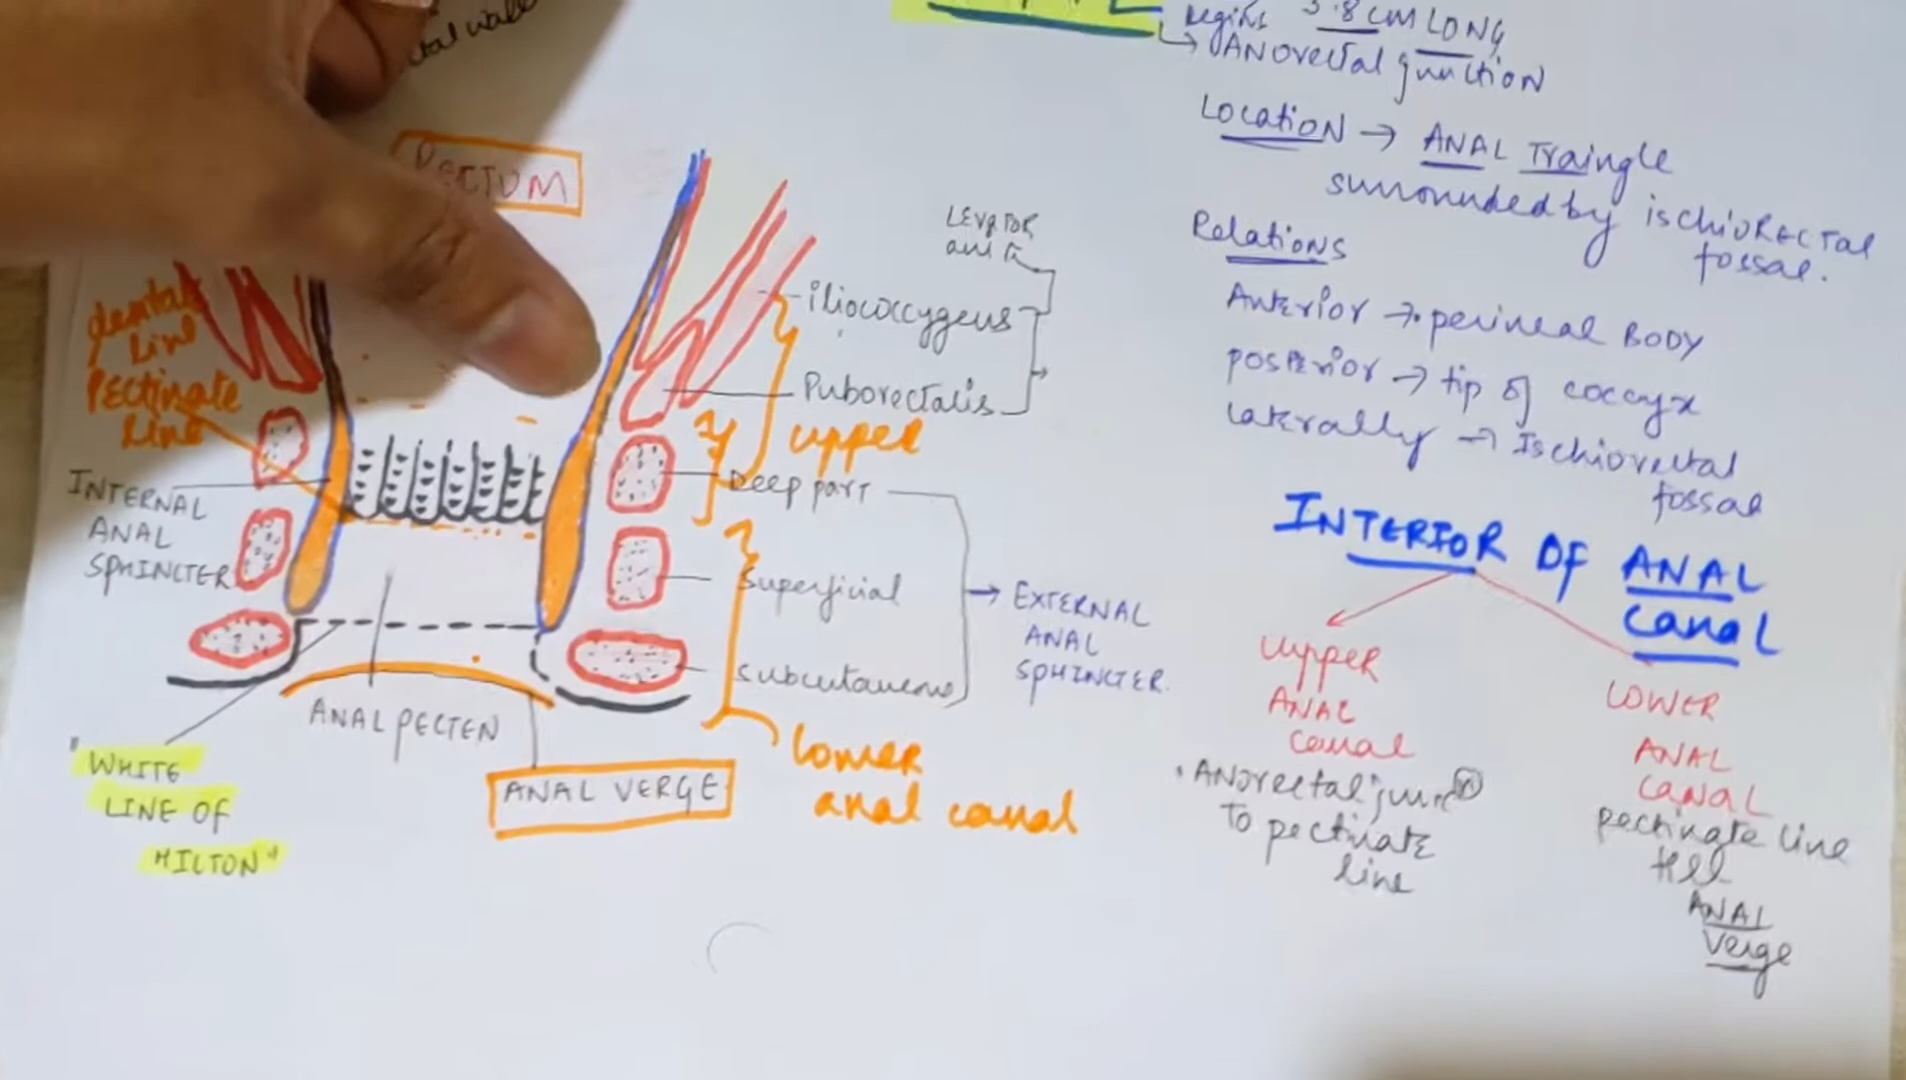 3.8 CM LONG
Begins
ANorectal junction
Location → ANAL Traingle
surrounded by ischioRectal
fossae.
Relations
Anterior → perineal BODY
posterior → tip of coccyx
laterally → Ischiorectal
fossae
INTERIOR OF ANAL
canal
Upper
ANAL
Canal
ANorectal junc
To pectinate
line
LOWER
ANAL
CANAL
pectinate line
till
ANAL
Verge
RECTUM
LEVATOR
iliococcygeus
Puborectalis
upper
Deep part
superficial
subcutaneous
EXTERNAL
ANAL
SPHINCTER
lower
anal canal
dental
Line
Pectinate
Line
INTERNAL
ANAL
SPHINCTER
ANAL PECTEN
ANAL VERGE
"WHITE
LINE OF
HILTON"